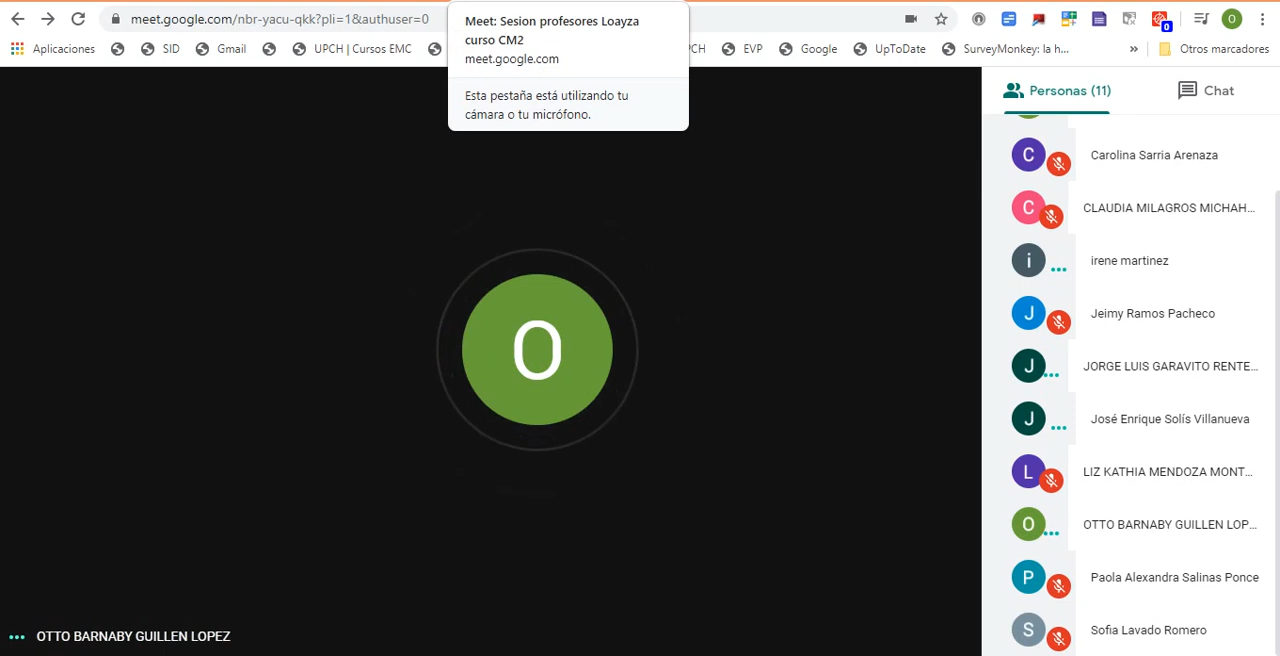 meet.google.com/nbr-yacu-qkk?pli=1&authuser=0
O
Aplicaciones SID Gmail UPCH | Cursos EMC CH EVP Google UpToDate SurveyMonkey: la h... » Otros marcadores
Meet: Sesion profesores Loayza
curso CM2
meet.google.com
Esta pestaña está utilizando tu
cámara o tu micrófono.
O
OTTO BARNABY GUILLEN LOPEZ
Personas (11) Chat
C Carolina Sarria Arenaza
C CLAUDIA MILAGROS MICHAH...
i irene martinez
J Jeimy Ramos Pacheco
J JORGE LUIS GARAVITO RENTE...
J José Enrique Solís Villanueva
L LIZ KATHIA MENDOZA MONT...
O OTTO BARNABY GUILLEN LOP...
P Paola Alexandra Salinas Ponce
S Sofia Lavado Romero
0